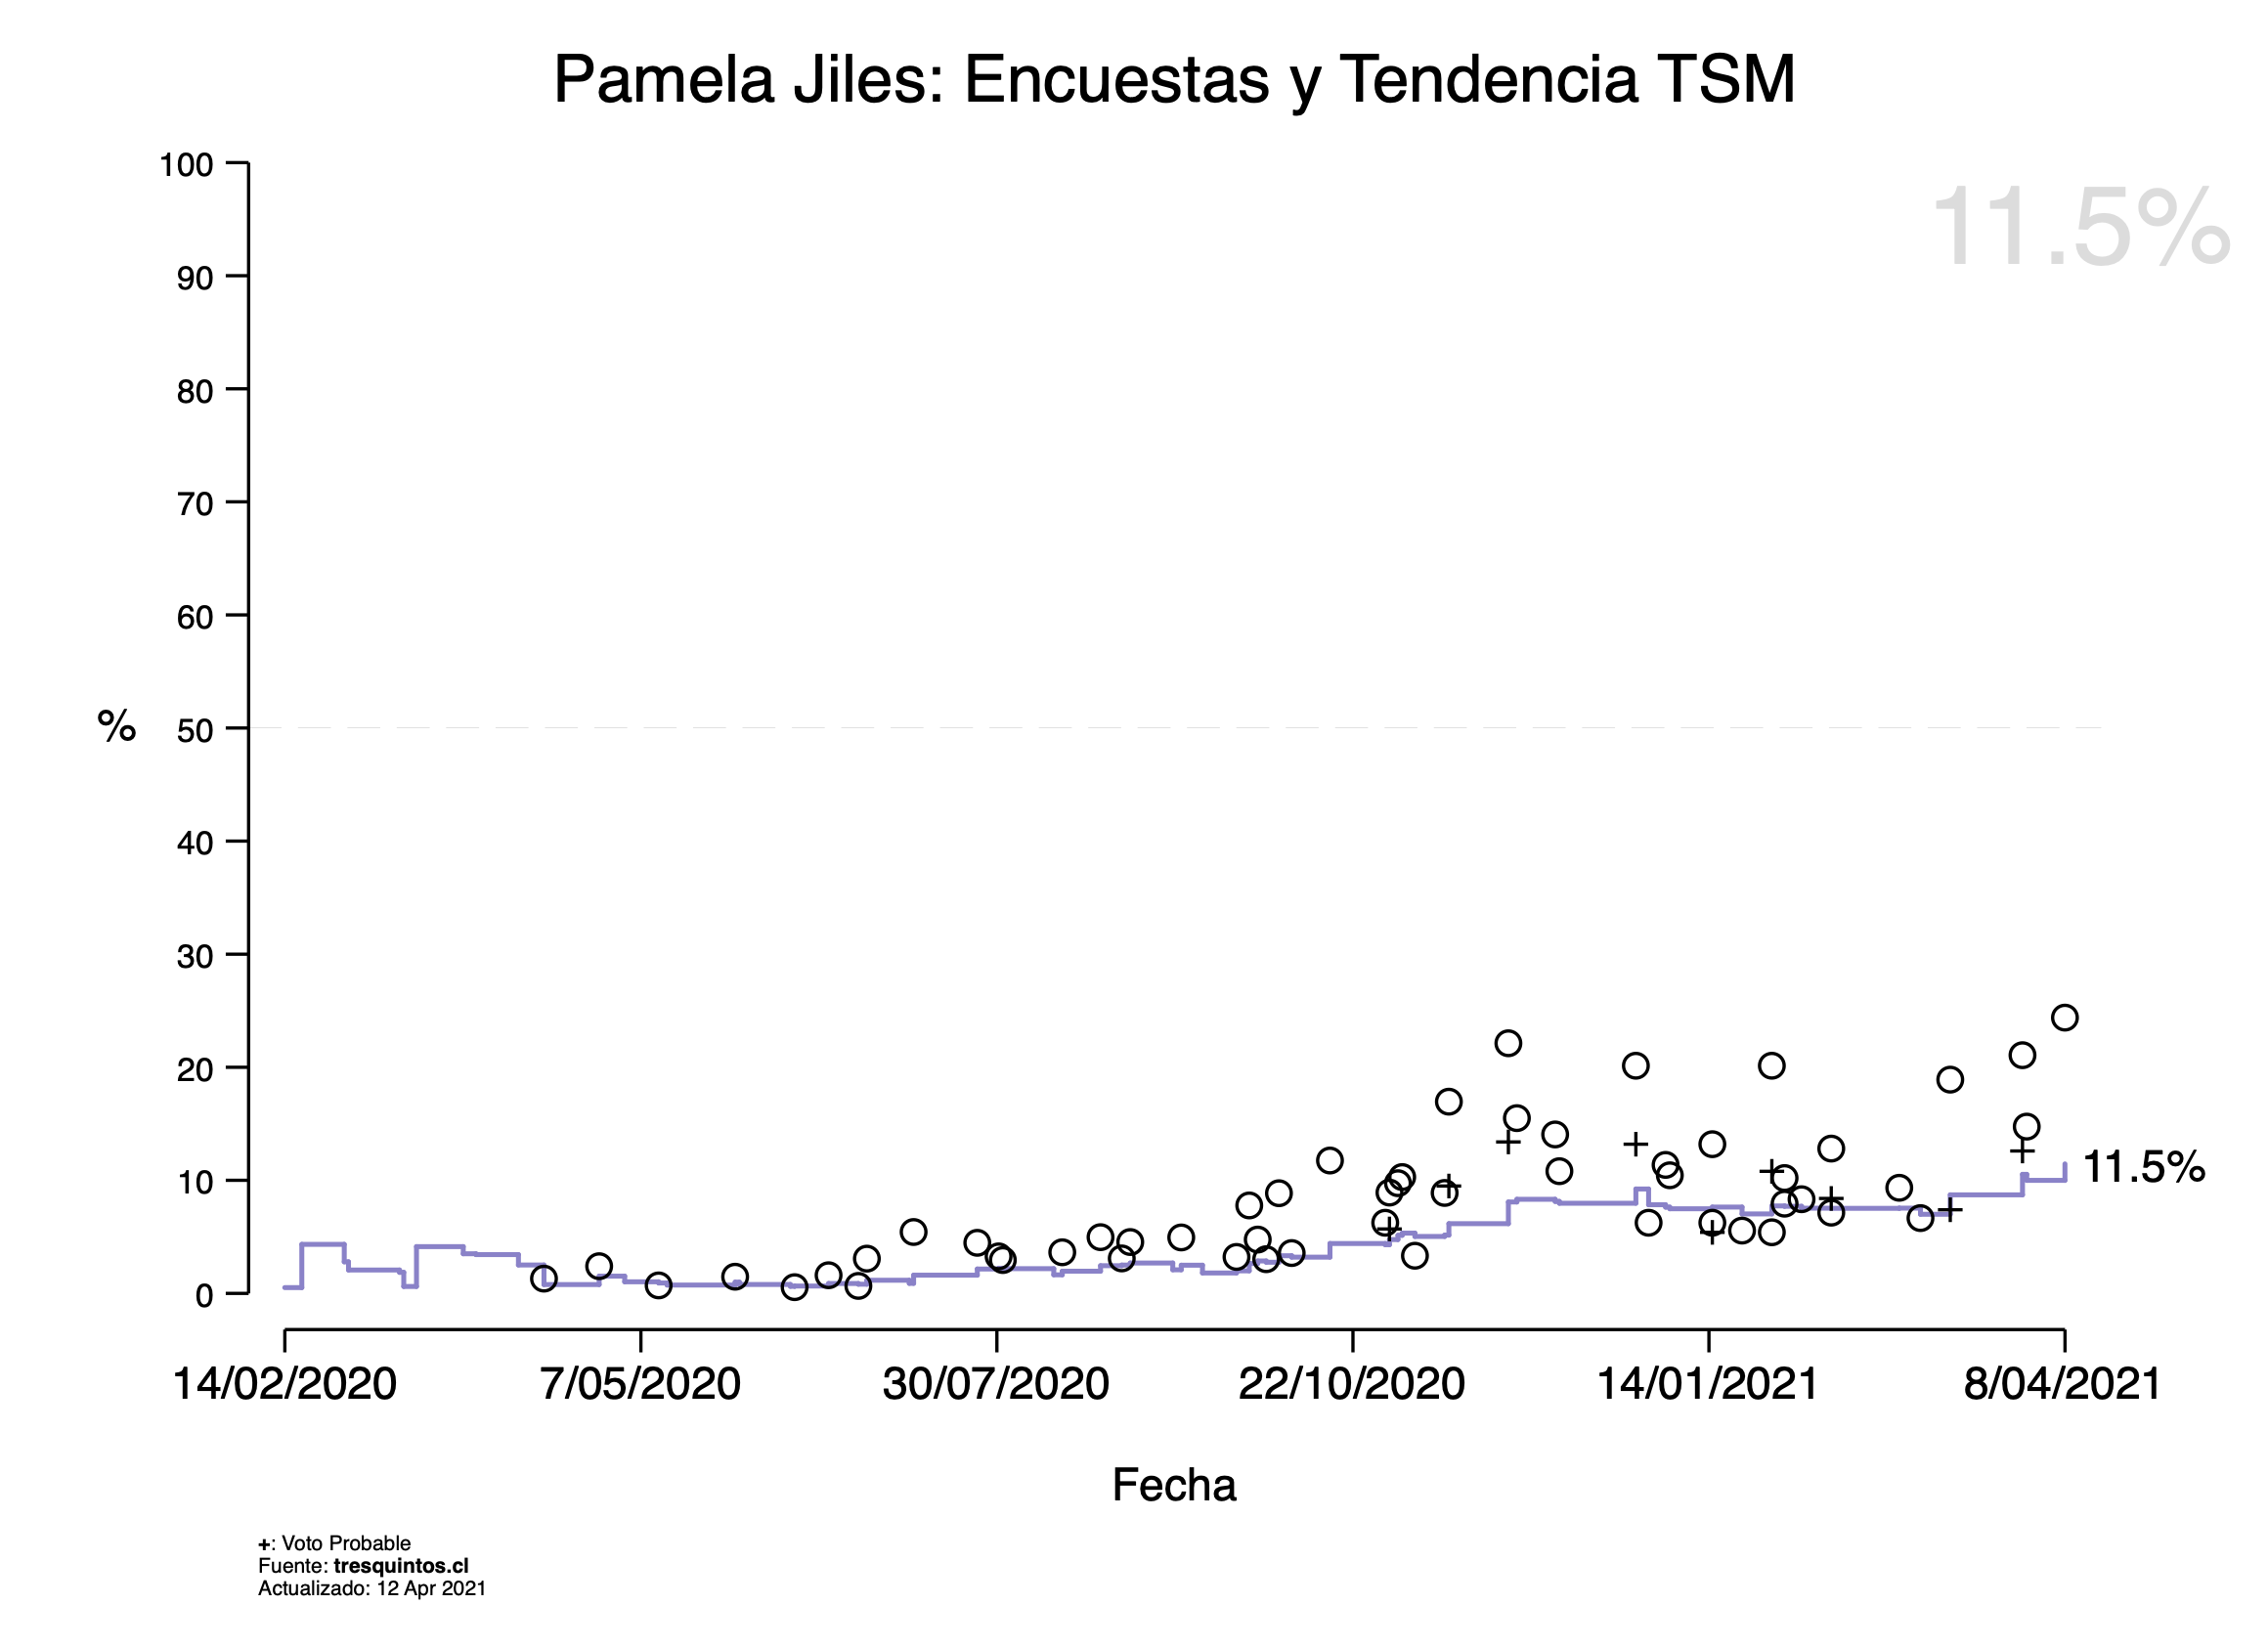 Pamela Jiles: Encuestas y Tendencia TSM
11.5%
100
90
80
70
60
50
40
30
20
10
0
%
11.5%
14/02/2020 7/05/2020 30/07/2020 22/10/2020 14/01/2021 8/04/2021
Fecha
+: Voto Probable
Fuente: tresquintos.cl
Actualizado: 12 Apr 2021